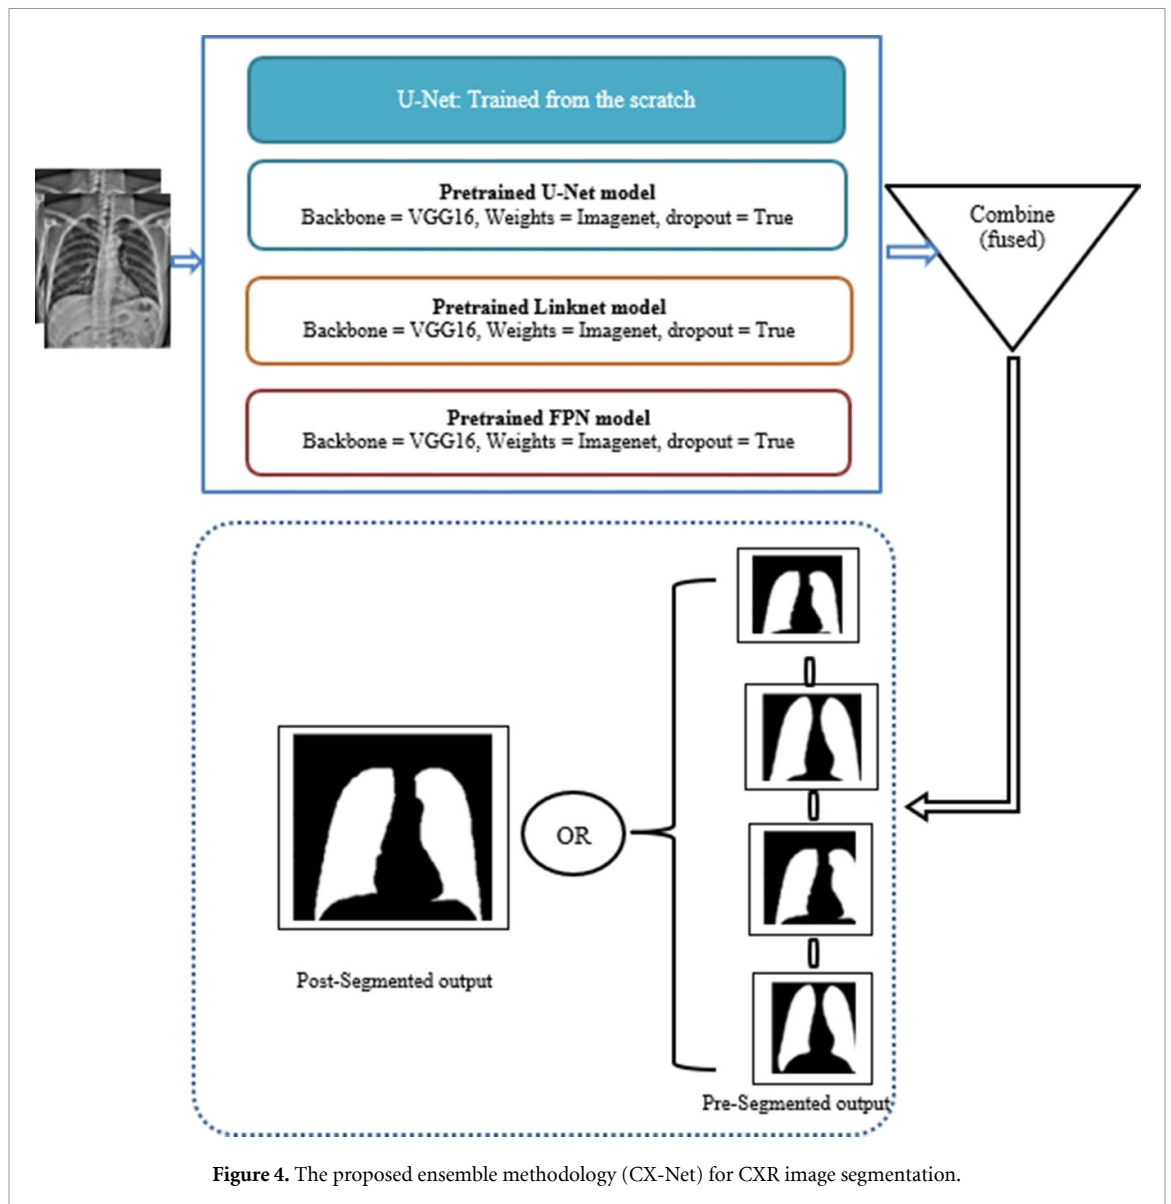 U-Net: Trained from the scratch
Pretrained U-Net model
Backbone = VGG16, Weights = Imagenet, dropout = True
Pretrained Linknet model
Backbone = VGG16, Weights = Imagenet, dropout = True
Pretrained FPN model
Backbone = VGG16, Weights = Imagenet, dropout = True
Combine
(fused)
OR
Post-Segmented output
Pre-Segmented output
Figure 4. The proposed ensemble methodology (CX-Net) for CXR image segmentation.